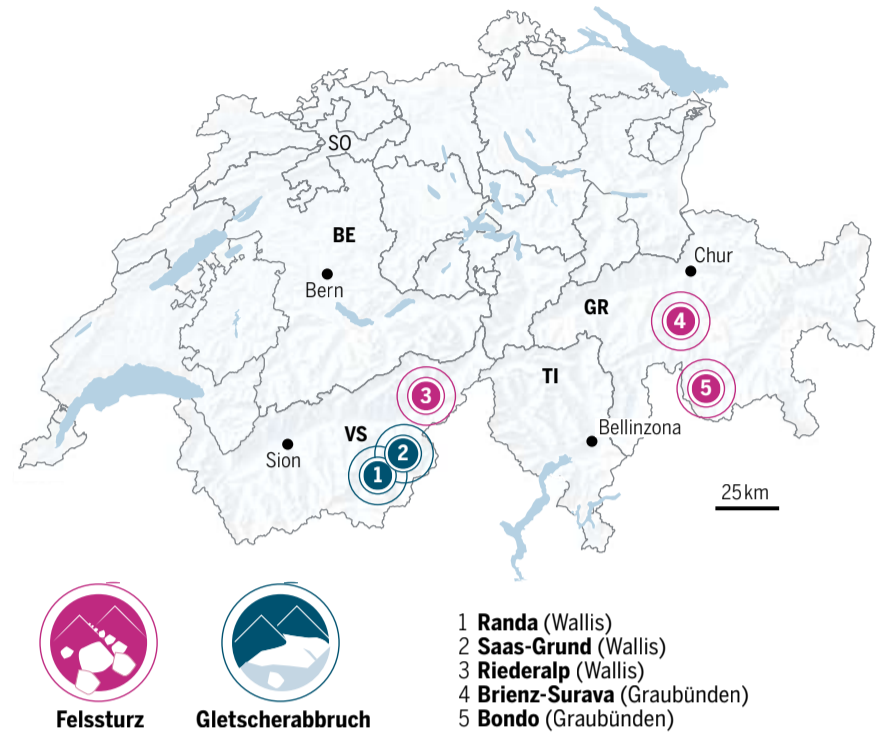 SO
BE
Bern
Chur
GR
4
5
3
TI
VS
2
1
Sion
Bellinzona
25 km
Felssturz
Gletscherabbruch
1 Randa (Wallis)
2 Saas-Grund (Wallis)
3 Riederalp (Wallis)
4 Brienz-Surava (Graubünden)
5 Bondo (Graubünden)